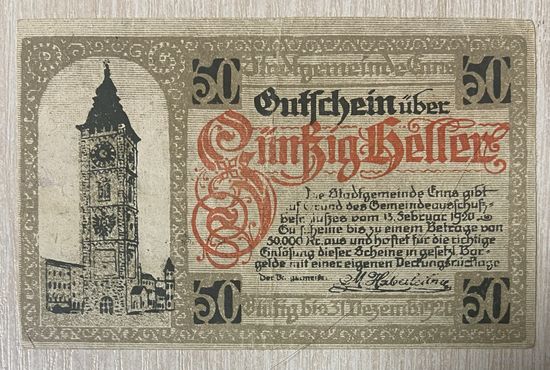 50 Stadtgemeinde Enns 50
Gutschein über
Fünfzig Heller
Die Stadtgemeinde Enns gibt
auf Grund des Gemeindeausschuß-
beschlußes vom 13. Februar 1920
Gutscheine bis zu einem Betrage von
50.000 Kr. aus und haftet für die richtige
Einlösung dieser Scheine in gesetzl. Bar-
gelde mit einer eigenen Deckungsrücklage
Der Bürgermeister
50 Gültig bis 31. Dezember 1920 50